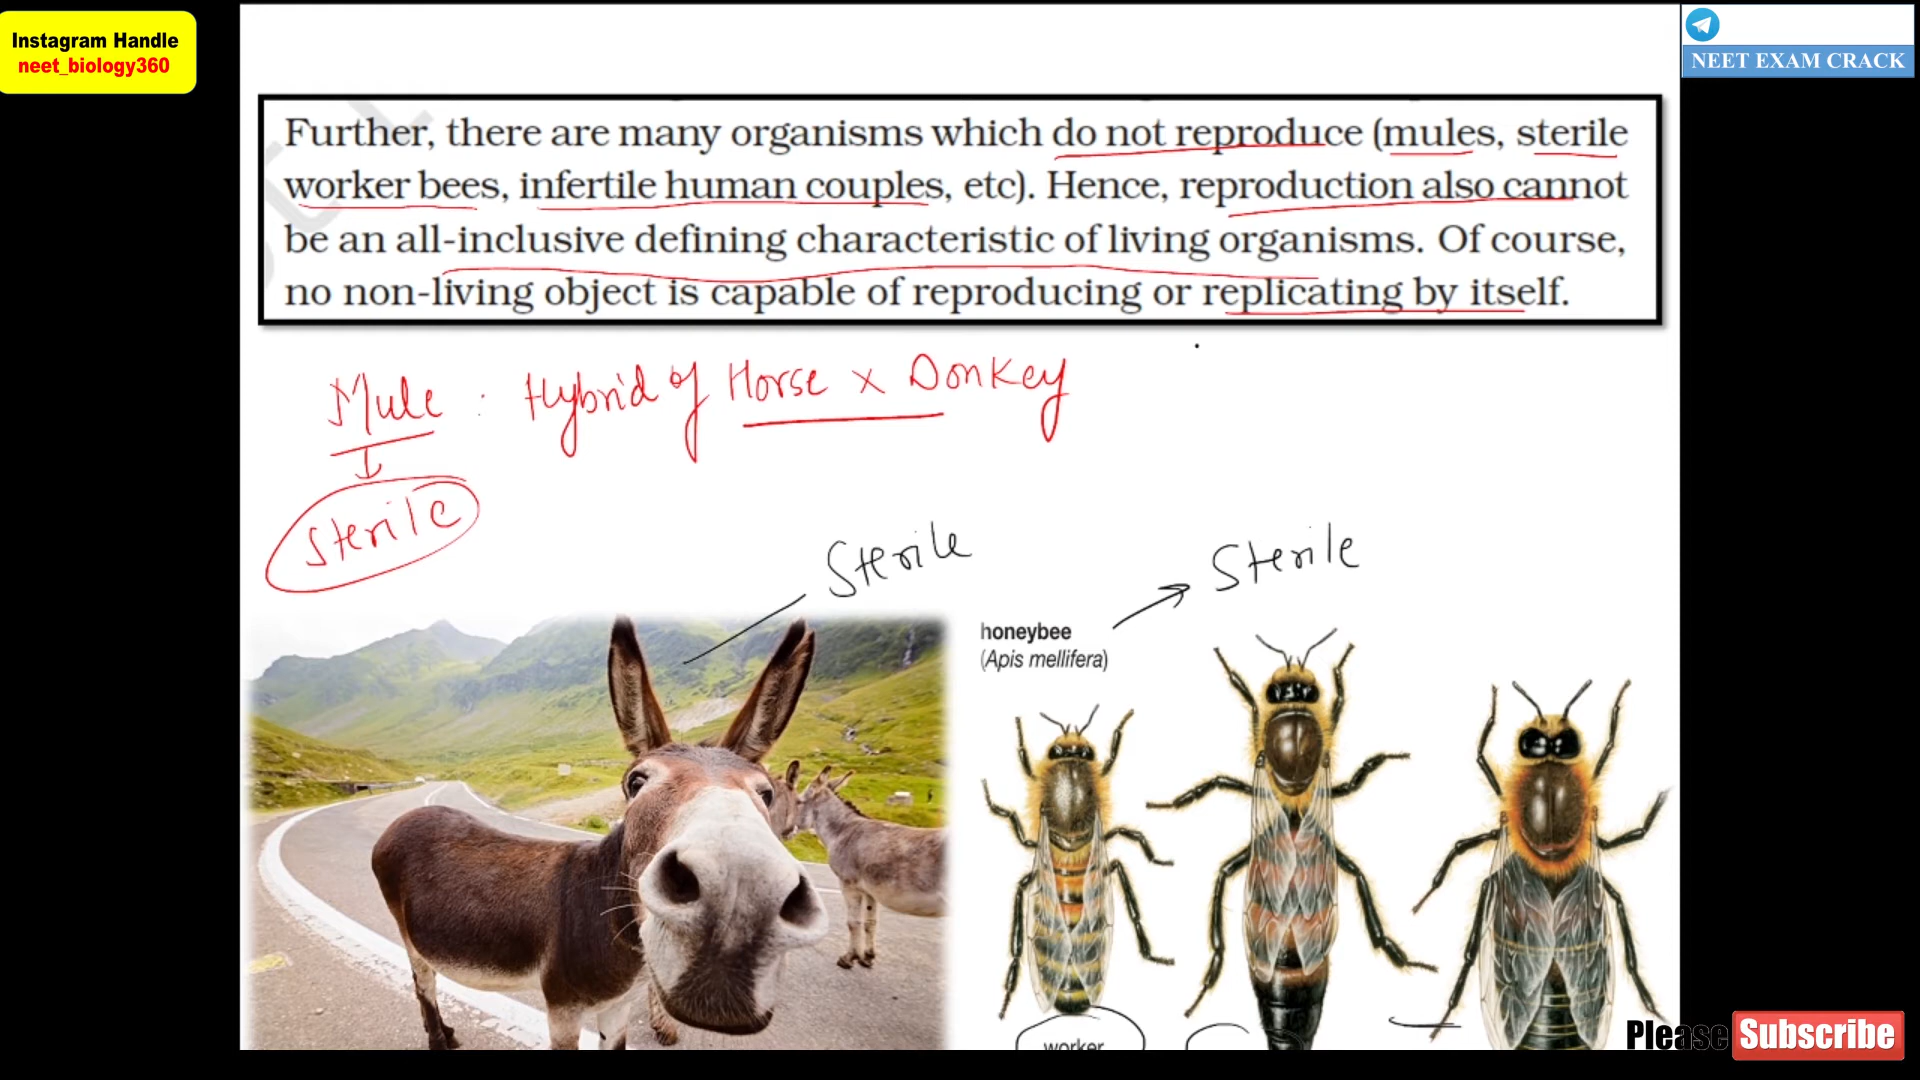 Instagram Handle
neet_biology360
NEET EXAM CRACK
Further, there are many organisms which do not reproduce (mules, sterile
worker bees, infertile human couples, etc). Hence, reproduction also cannot
be an all-inclusive defining characteristic of living organisms. Of course,
no non-living object is capable of reproducing or replicating by itself.
Mule : Hybrid of Horse x Donkey
Sterile
Sterile
Sterile
honeybee
(Apis mellifera)
worker
Please Subscribe